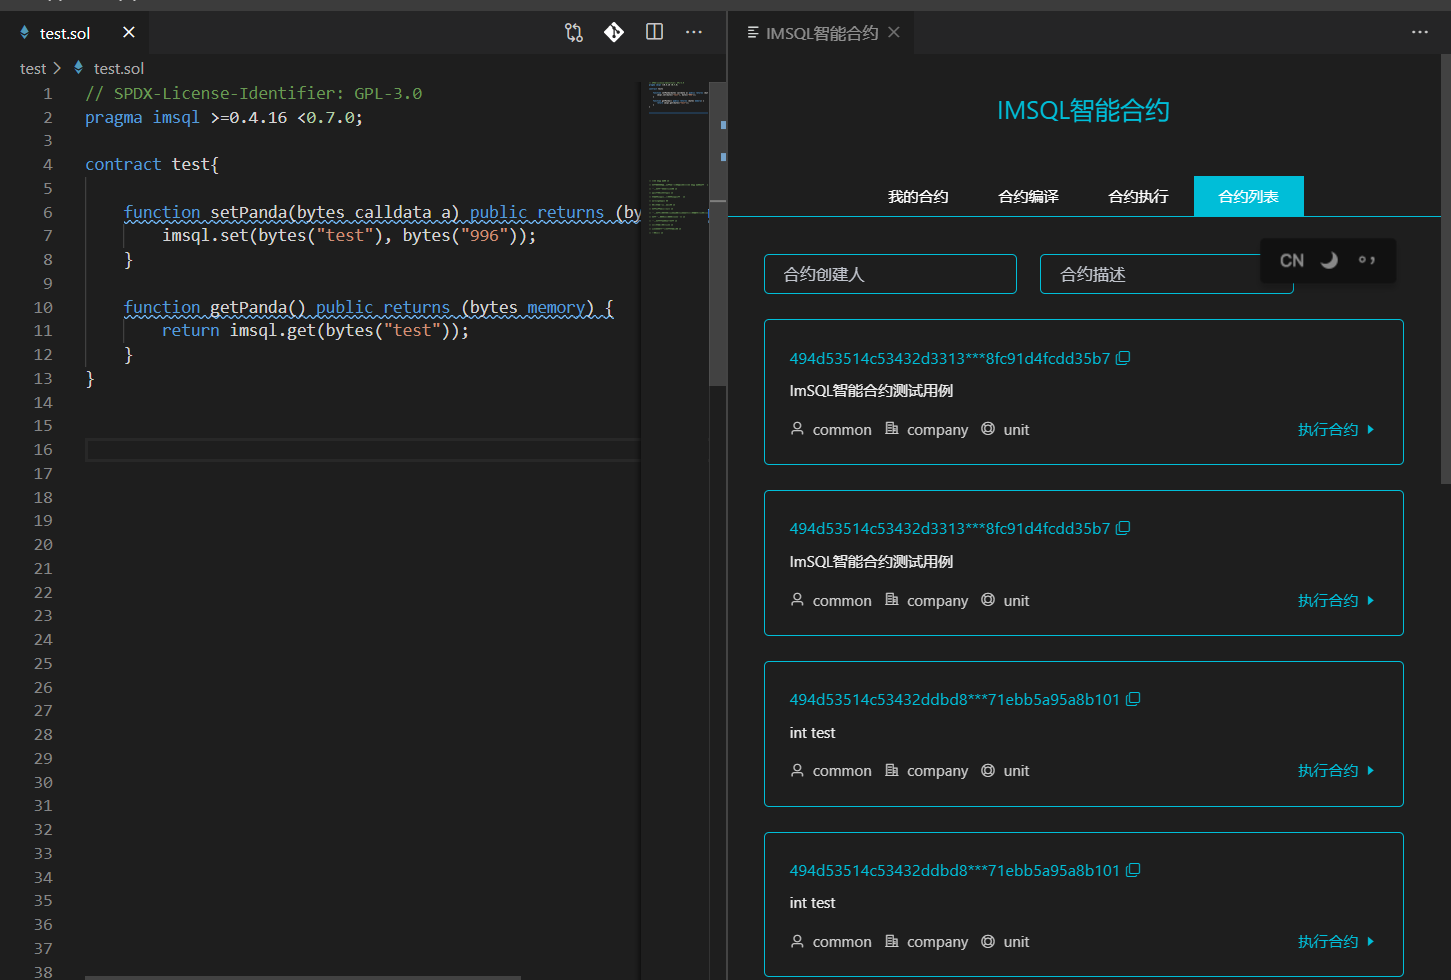 test.sol
test > test.sol
1 // SPDX-License-Identifier: GPL-3.0
2 pragma imsql >=0.4.16 <0.7.0;
3
4 contract test{
5
6 function setPanda(bytes calldata a) public returns (by
7 imsql.set(bytes("test"), bytes("996"));
8 }
9
10 function getPanda() public returns (bytes memory) {
11 return imsql.get(bytes("test"));
12 }
13 }
14
15
16
17
18
19
20
21
22
23
24
25
26
27
28
29
30
31
32
33
34
35
36
37
38
IMSQL智能合约
IMSQL智能合约
我的合约 合约编译 合约执行 合约列表
合约创建人 合约描述
CN
494d53514c53432d3313***8fc91d4fcdd35b7
ImSQL智能合约测试用例
common company unit 执行合约
494d53514c53432d3313***8fc91d4fcdd35b7
ImSQL智能合约测试用例
common company unit 执行合约
494d53514c53432ddbd8***71ebb5a95a8b101
int test
common company unit 执行合约
494d53514c53432ddbd8***71ebb5a95a8b101
int test
common company unit 执行合约